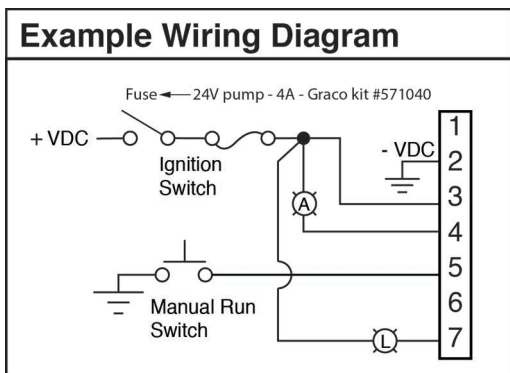 Example Wiring Diagram
Fuse 24V pump - 4A - Graco kit #571040
+ VDC
Ignition
Switch
- VDC
1
2
3
4
5
6
7
A
Manual Run
Switch
L